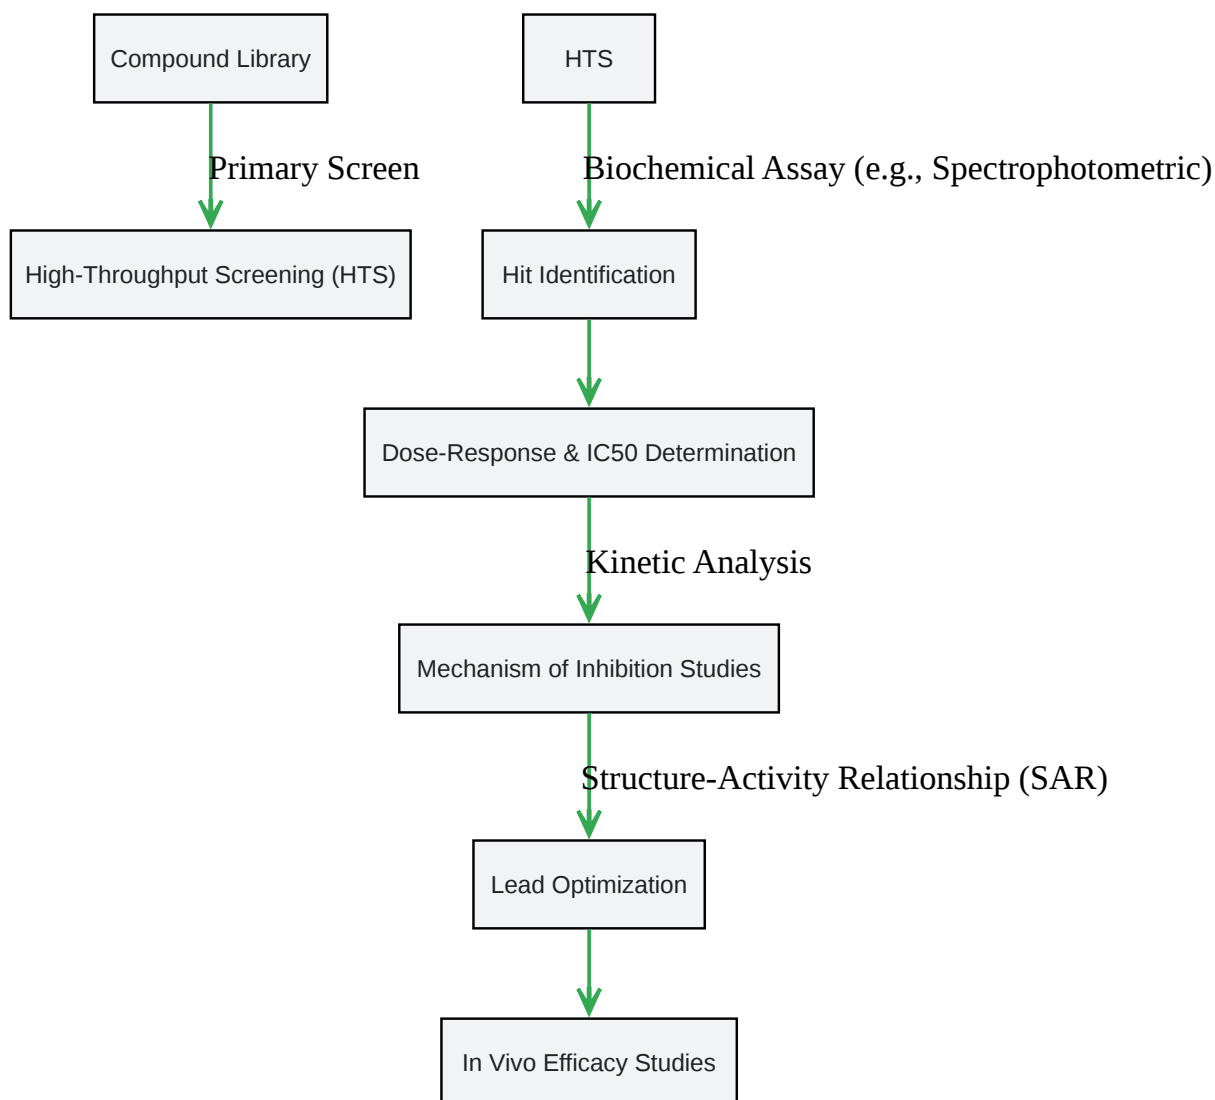 Compound Library
HTS
Primary Screen
Biochemical Assay (e.g., Spectrophotometric)
High-Throughput Screening (HTS)
Hit Identification
Dose-Response & IC50 Determination
Kinetic Analysis
Mechanism of Inhibition Studies
Structure-Activity Relationship (SAR)
Lead Optimization
In Vivo Efficacy Studies